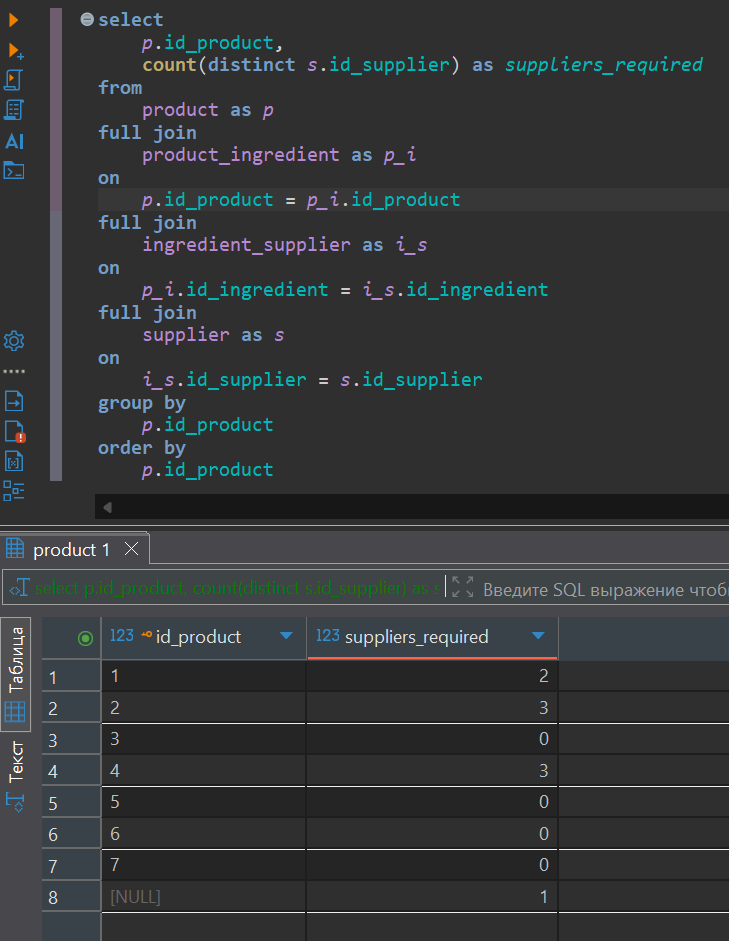 select
p.id_product,
count(distinct s.id_supplier) as suppliers_required
from
product as p
full join
product_ingredient as p_i
on
p.id_product = p_i.id_product
full join
ingredient_supplier as i_s
on
p_i.id_ingredient = i_s.id_ingredient
full join
supplier as s
on
i_s.id_supplier = s.id_supplier
group by
p.id_product
order by
p.id_product
AI
product 1
select p.id_product, count(distinct s.id_supplier) as
Введите SQL выражение чтобы
Таблица
Текст
123 id_product 123 suppliers_required
1 1 2
2 2 3
3 3 0
4 4 3
5 5 0
6 6 0
7 7 0
8 [NULL] 1